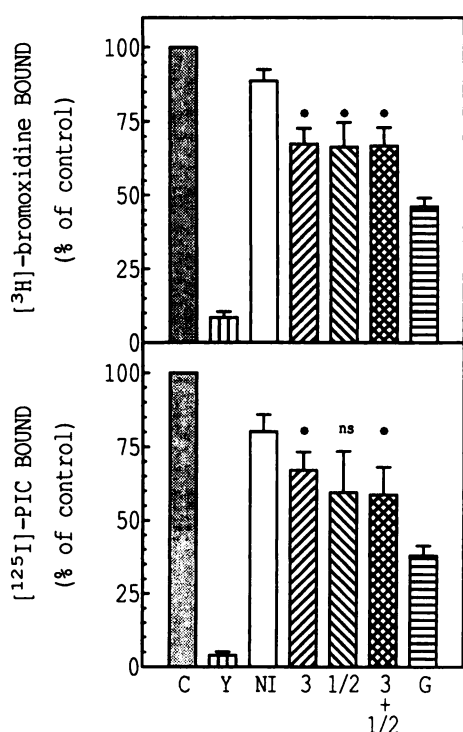 [³H]-bromoxidine BOUND
(% of control)
100
75
50
25
0
[¹²⁵I]-PIC BOUND
(% of control)
100
75
50
25
0
ns
C Y NI 3 1/2 3 G
+
1/2